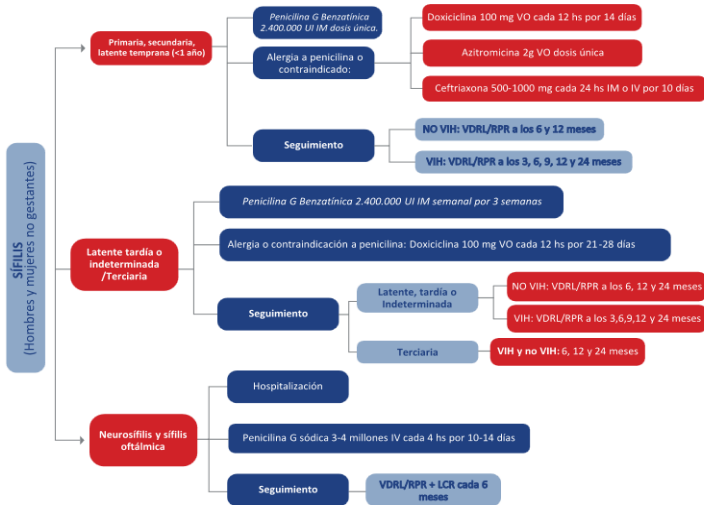 SÍFILIS
(Hombres y mujeres no gestantes)
Primaria, secundaria,
latente temprana (<1 año)
Penicilina G Benzatínica
2.400.000 UI IM dosis única.
Alergia a penicilina o
contraindicado:
Doxiciclina 100 mg VO cada 12 hs por 14 días
Azitromicina 2g VO dosis única
Ceftriaxona 500-1000 mg cada 24 hs IM o IV por 10 días
Seguimiento
NO VIH: VDRL/RPR a los 6 y 12 meses
VIH: VDRL/RPR a los 3, 6, 9, 12 y 24 meses
Latente tardía o
indeterminada
/Terciaria
Penicilina G Benzatínica 2.400.000 UI IM semanal por 3 semanas
Alergia o contraindicación a penicilina: Doxiciclina 100 mg VO cada 12 hs por 21-28 días
Seguimiento
Latente, tardía o
Indeterminada
NO VIH: VDRL/RPR a los 6, 12 y 24 meses
VIH: VDRL/RPR a los 3,6,9,12 y 24 meses
Terciaria
VIH y no VIH: 6, 12 y 24 meses
Neurosífilis y sífilis
oftálmica
Hospitalización
Penicilina G sódica 3-4 millones IV cada 4 hs por 10-14 días
Seguimiento
VDRL/RPR + LCR cada 6
meses